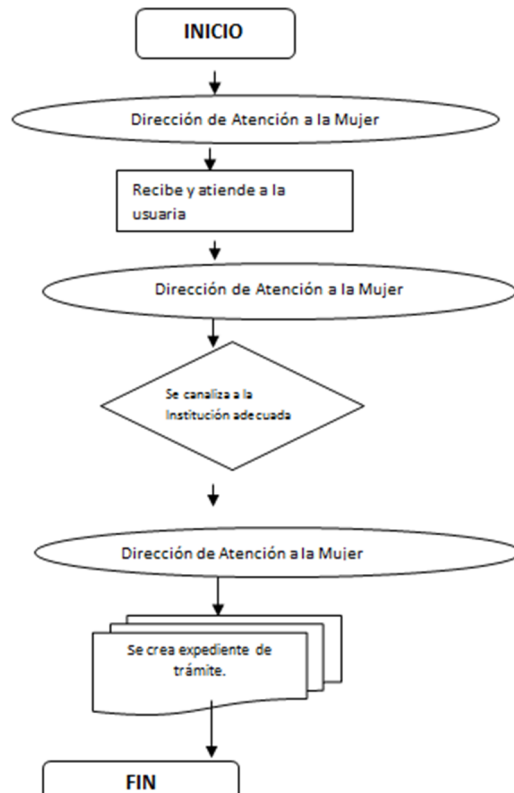 INICIO
Dirección de Atención a la Mujer
Recibe y atiende a la
usuaria
Dirección de Atención a la Mujer
Se canaliza a la
Institución adecuada
Dirección de Atención a la Mujer
Se crea expediente de
trámite.
FIN